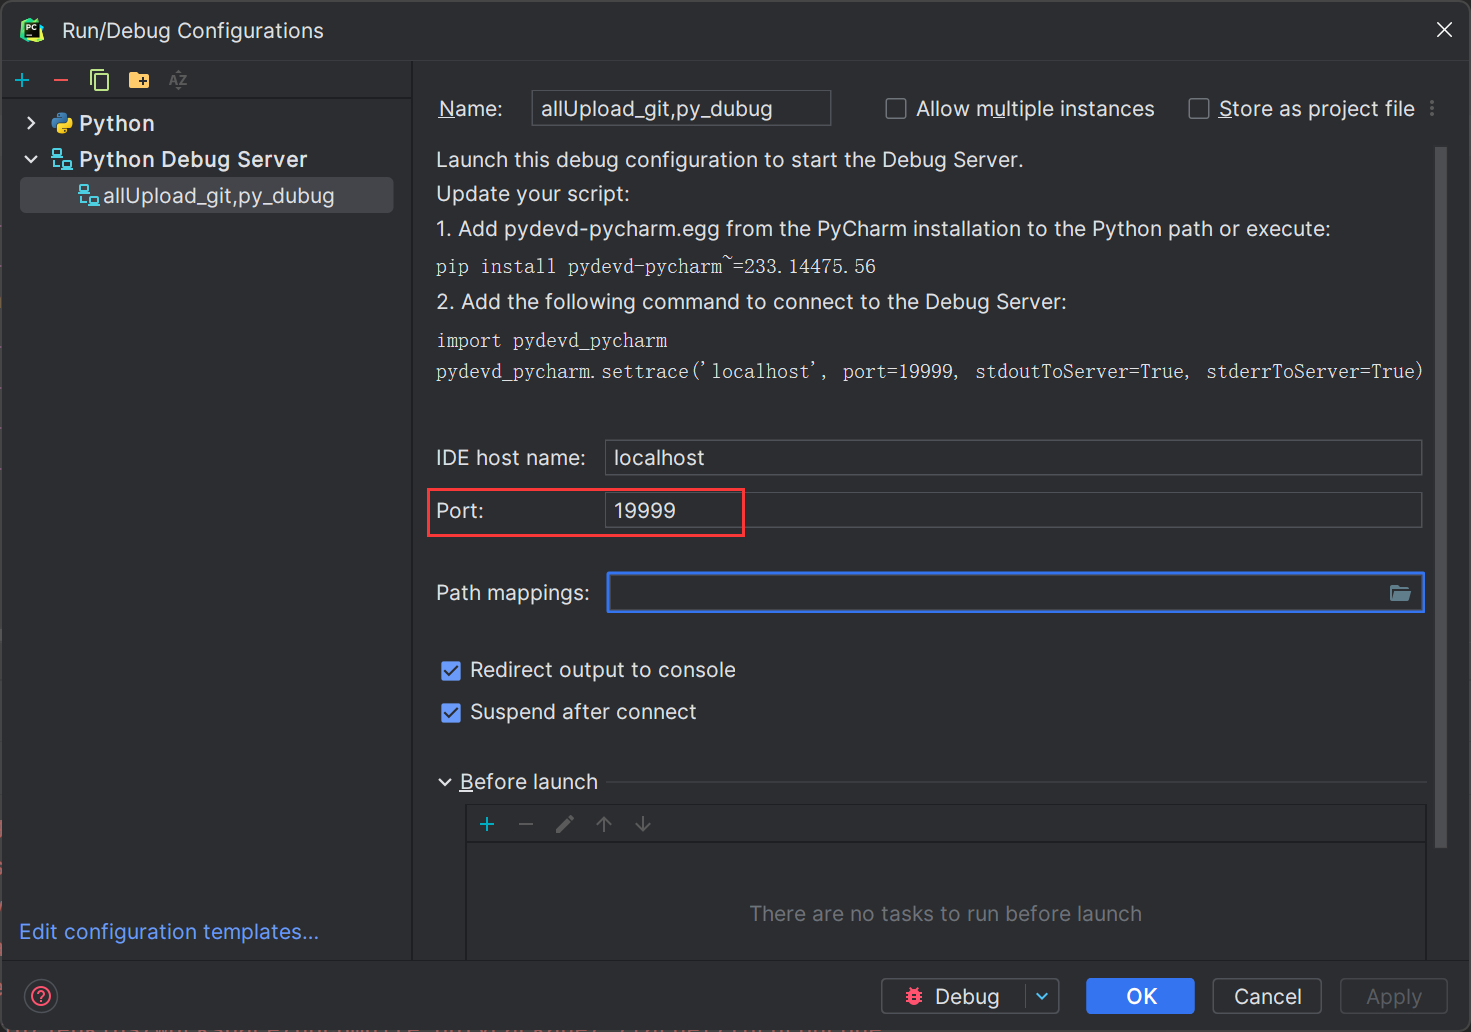 Run/Debug Configurations
Python
Python Debug Server
allUpload_git,py_dubug
Edit configuration templates...
Name: allUpload_git,py_dubug Allow multiple instances Store as project file
Launch this debug configuration to start the Debug Server.
Update your script:
1. Add pydevd-pycharm.egg from the PyCharm installation to the Python path or execute:
pip install pydevd-pycharm~=233.14475.56
2. Add the following command to connect to the Debug Server:
import pydevd_pycharm
pydevd_pycharm.settrace('localhost', port=19999, stdoutToServer=True, stderrToServer=True)
IDE host name: localhost
Port: 19999
Path mappings:
Redirect output to console
Suspend after connect
Before launch
There are no tasks to run before launch
Debug OK Cancel Apply